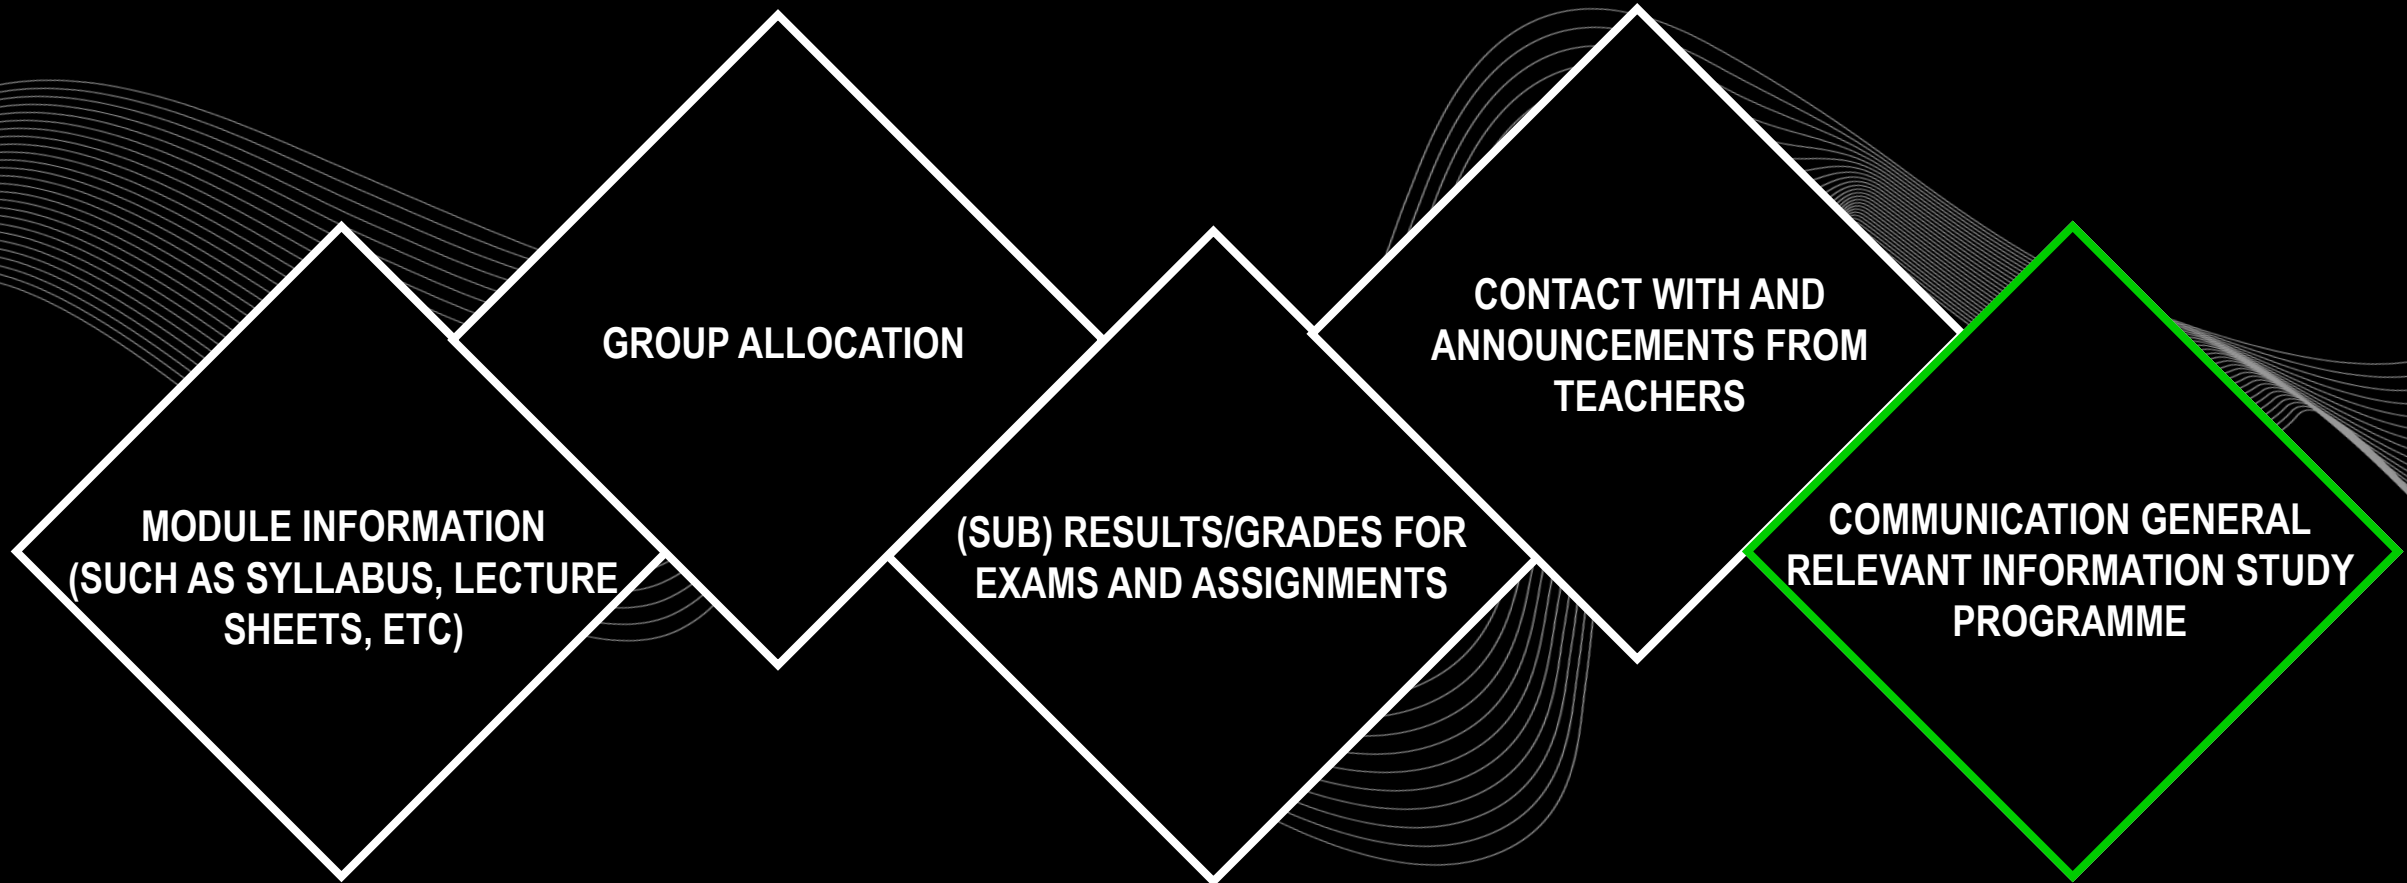 MODULE INFORMATION
(SUCH AS SYLLABUS, LECTURE
SHEETS, ETC)
GROUP ALLOCATION
(SUB) RESULTS/GRADES FOR
EXAMS AND ASSIGNMENTS
CONTACT WITH AND
ANNOUNCEMENTS FROM
TEACHERS
COMMUNICATION GENERAL
RELEVANT INFORMATION STUDY
PROGRAMME